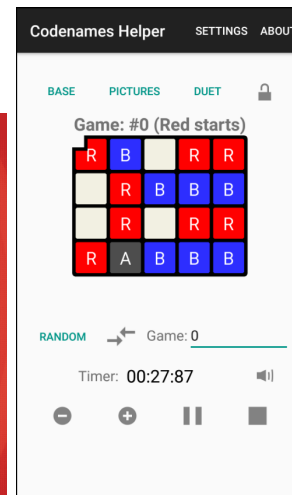 Codenames Helper SETTINGS ABOUT
BASE PICTURES DUET
Game: #0 (Red starts)
R B R R
R B B B
R R R
R A B B B
RANDOM Game: 0
Timer: 00:27:87